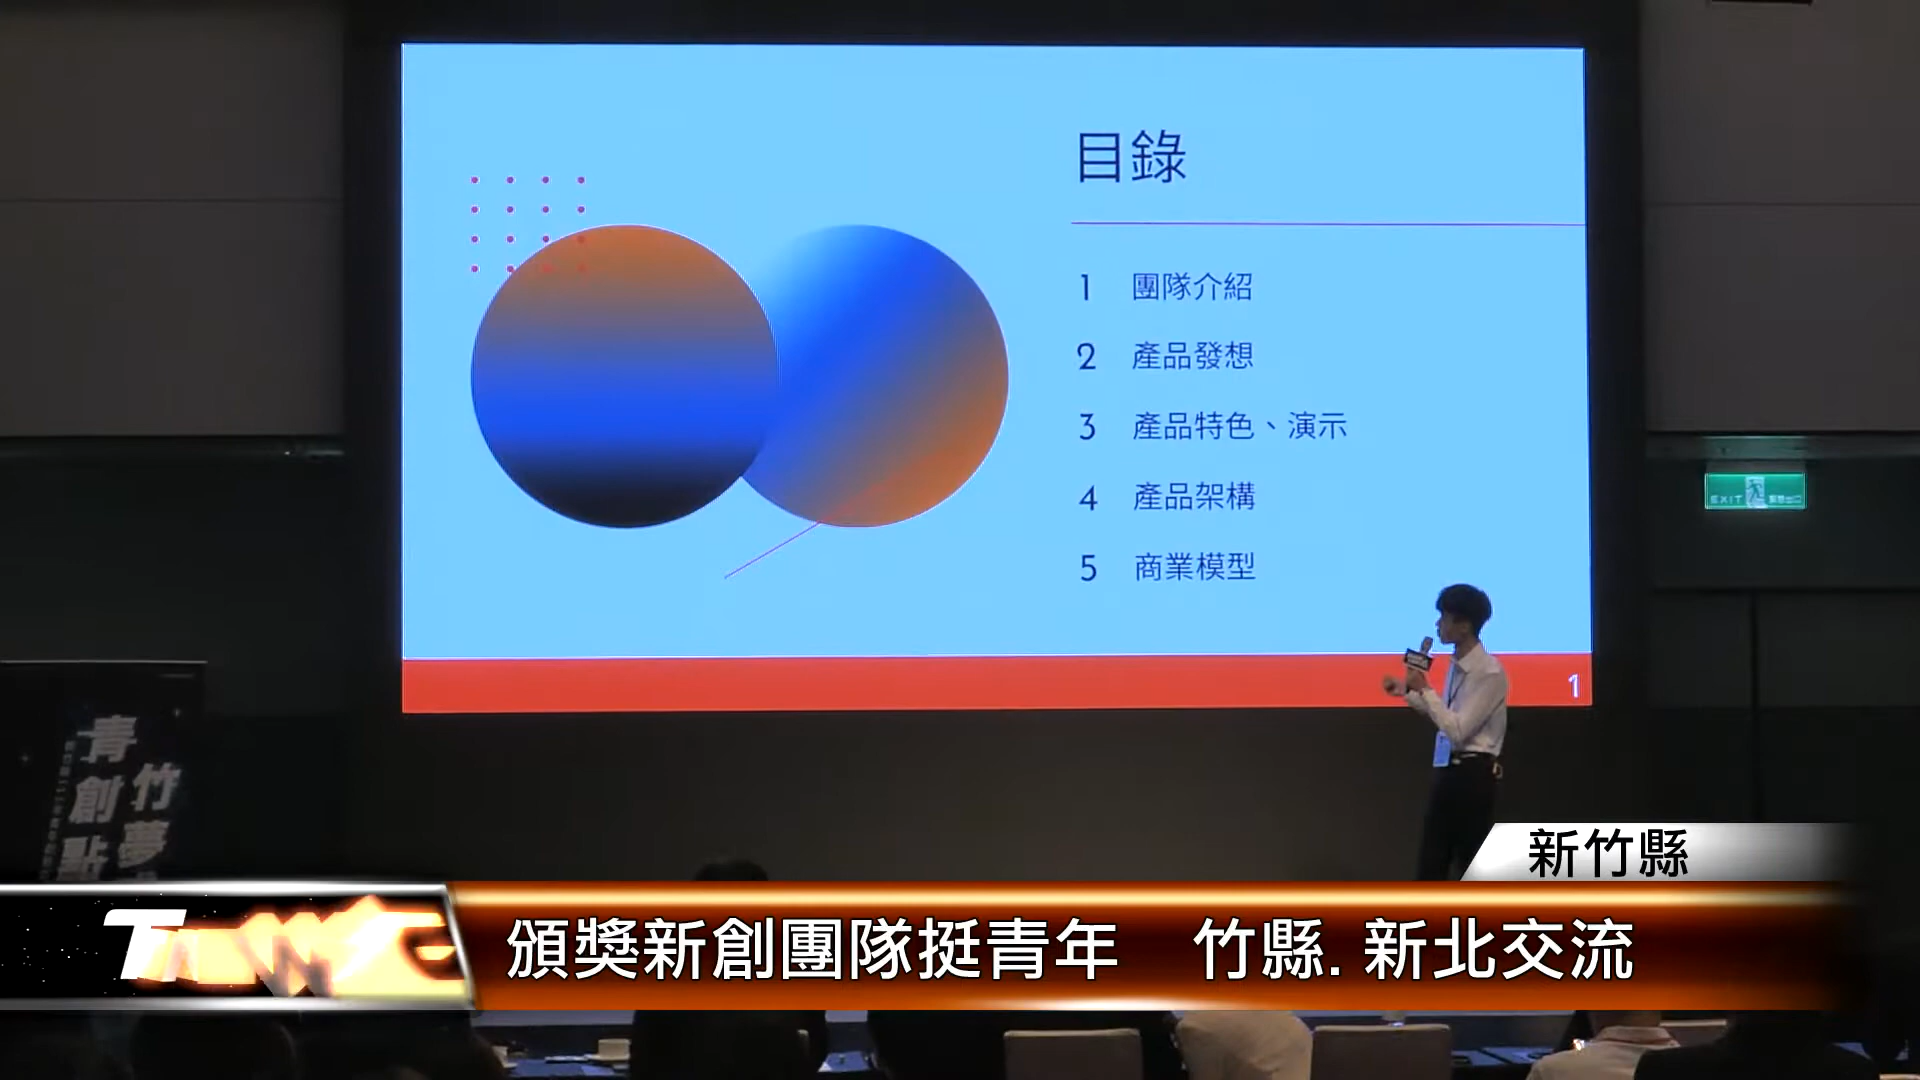 目錄
1 團隊介紹
2 產品發想
3 產品特色、演示
4 產品架構
5 商業模型
1
EXIT
青創點
竹夢
新竹縣
頒獎新創團隊挺青年 竹縣.新北交流